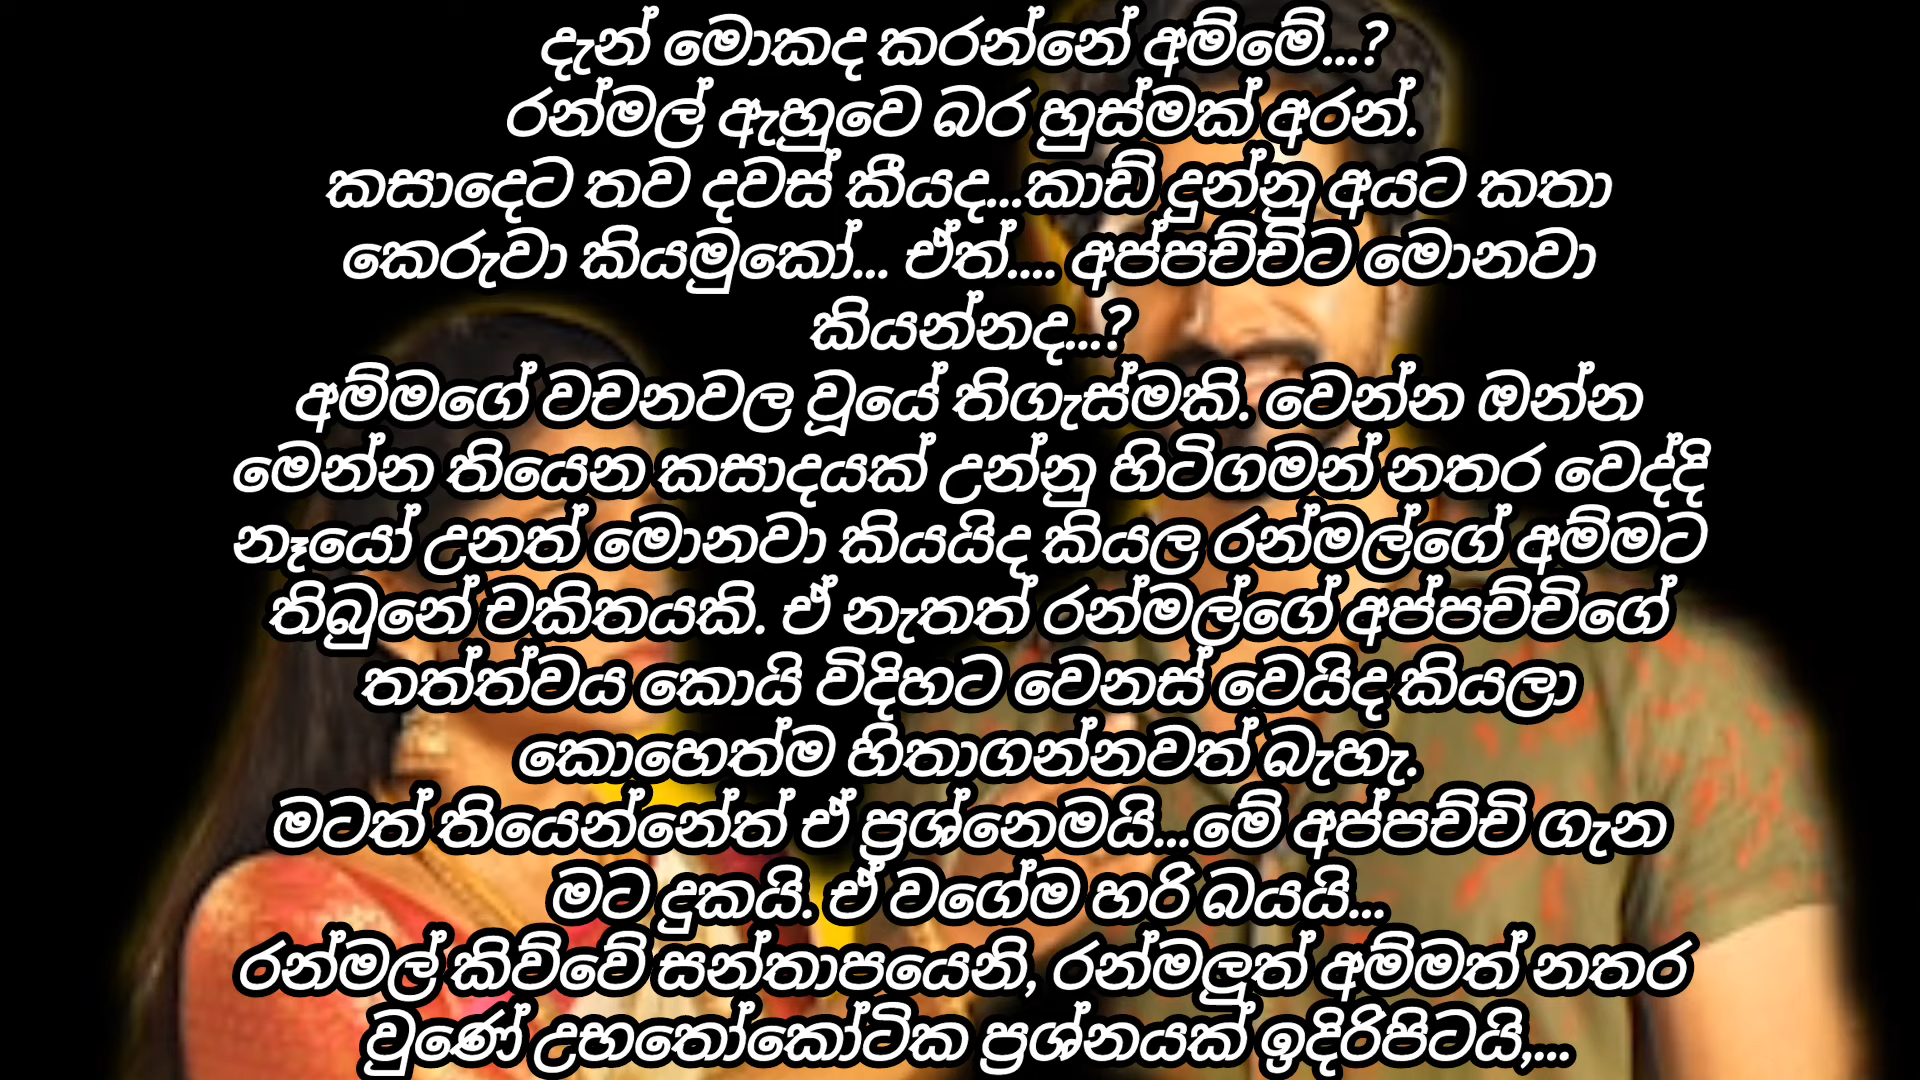 දැන් මොකද කරන්නේ අම්මේ...?
රන්මල් ඇහුවෙ බර හුස්මක් අරන්.
කසාදෙට තව දවස් කීයද...කාඩ් දුන්නු අයට කතා
කෙරුවා කියමුකෝ... ඒත්.... අප්පච්චිට මොනවා
කියන්නද...?
අම්මගේ වචනවල වූයේ තිගැස්මකි. වෙන්න ඔන්න
මෙන්න තියෙන කසාදයක් උන්නු හිටිගමන් නතර වෙද්දි
නෑයෝ උනත් මොනවා කියයිද කියල රන්මල්ගේ අම්මට
තිබුනේ චකිතයකි. ඒ නැතත් රන්මල්ගේ අප්පච්චිගේ
තත්ත්වය කොයි විදිහට වෙනස් වෙයිද කියලා
කොහෙත්ම හිතාගන්නවත් බැහැ.
මටත් තියෙන්නේත් ඒ ප්‍රශ්නෙමයි...මේ අප්පච්චි ගැන
මට දුකයි. ඒ වගේම හරි බයයි...
රන්මල් කිව්වේ සන්තාපයෙනි, රන්මලුත් අම්මත් නතර
වුණේ උභතෝකෝටික ප්‍රශ්නයක් ඉදිරිපිටයි,...